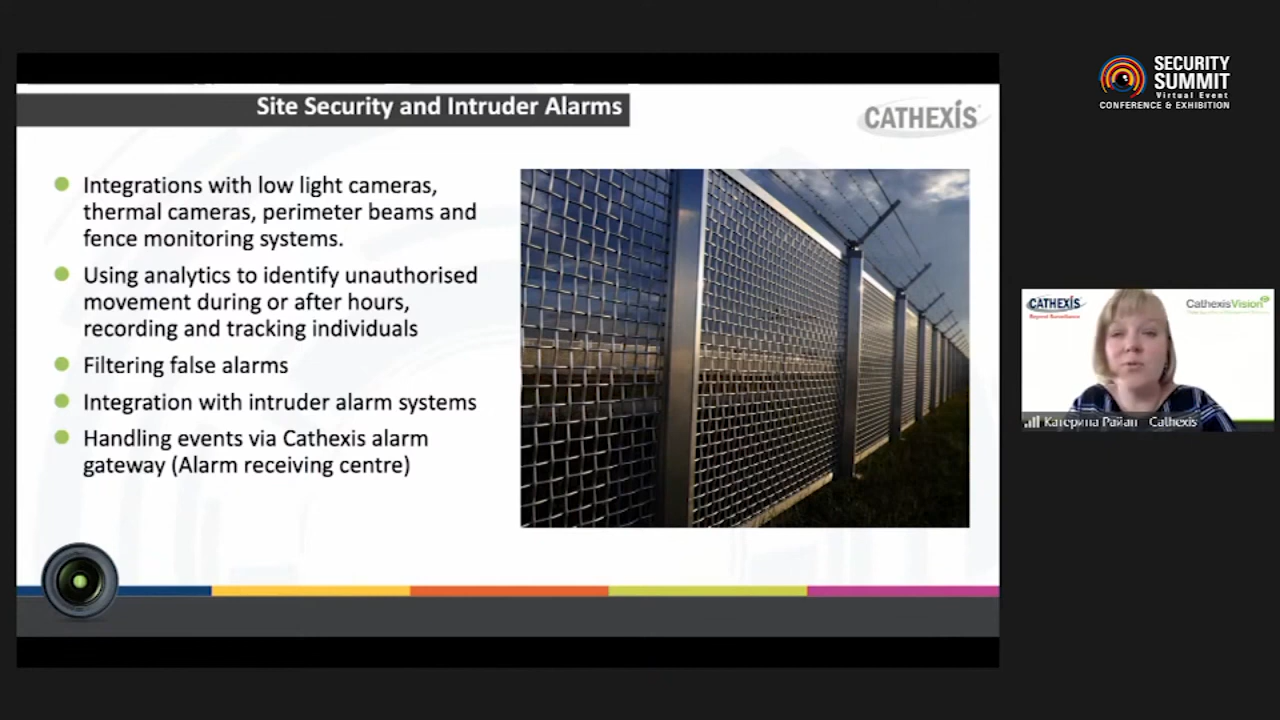 Site Security and Intruder Alarms
CATHEXIS
Integrations with low light cameras,
thermal cameras, perimeter beams and
fence monitoring systems.
Using analytics to identify unauthorised
movement during or after hours,
recording and tracking individuals
Filtering false alarms
Integration with intruder alarm systems
Handling events via Cathexis alarm
gateway (Alarm receiving centre)
SECURITY
SUMMIT
Virtual Event
CONFERENCE & EXHIBITION
CATHEXIS
Beyond Surveillance
CathexisVision
Катерина Райан Cathexis